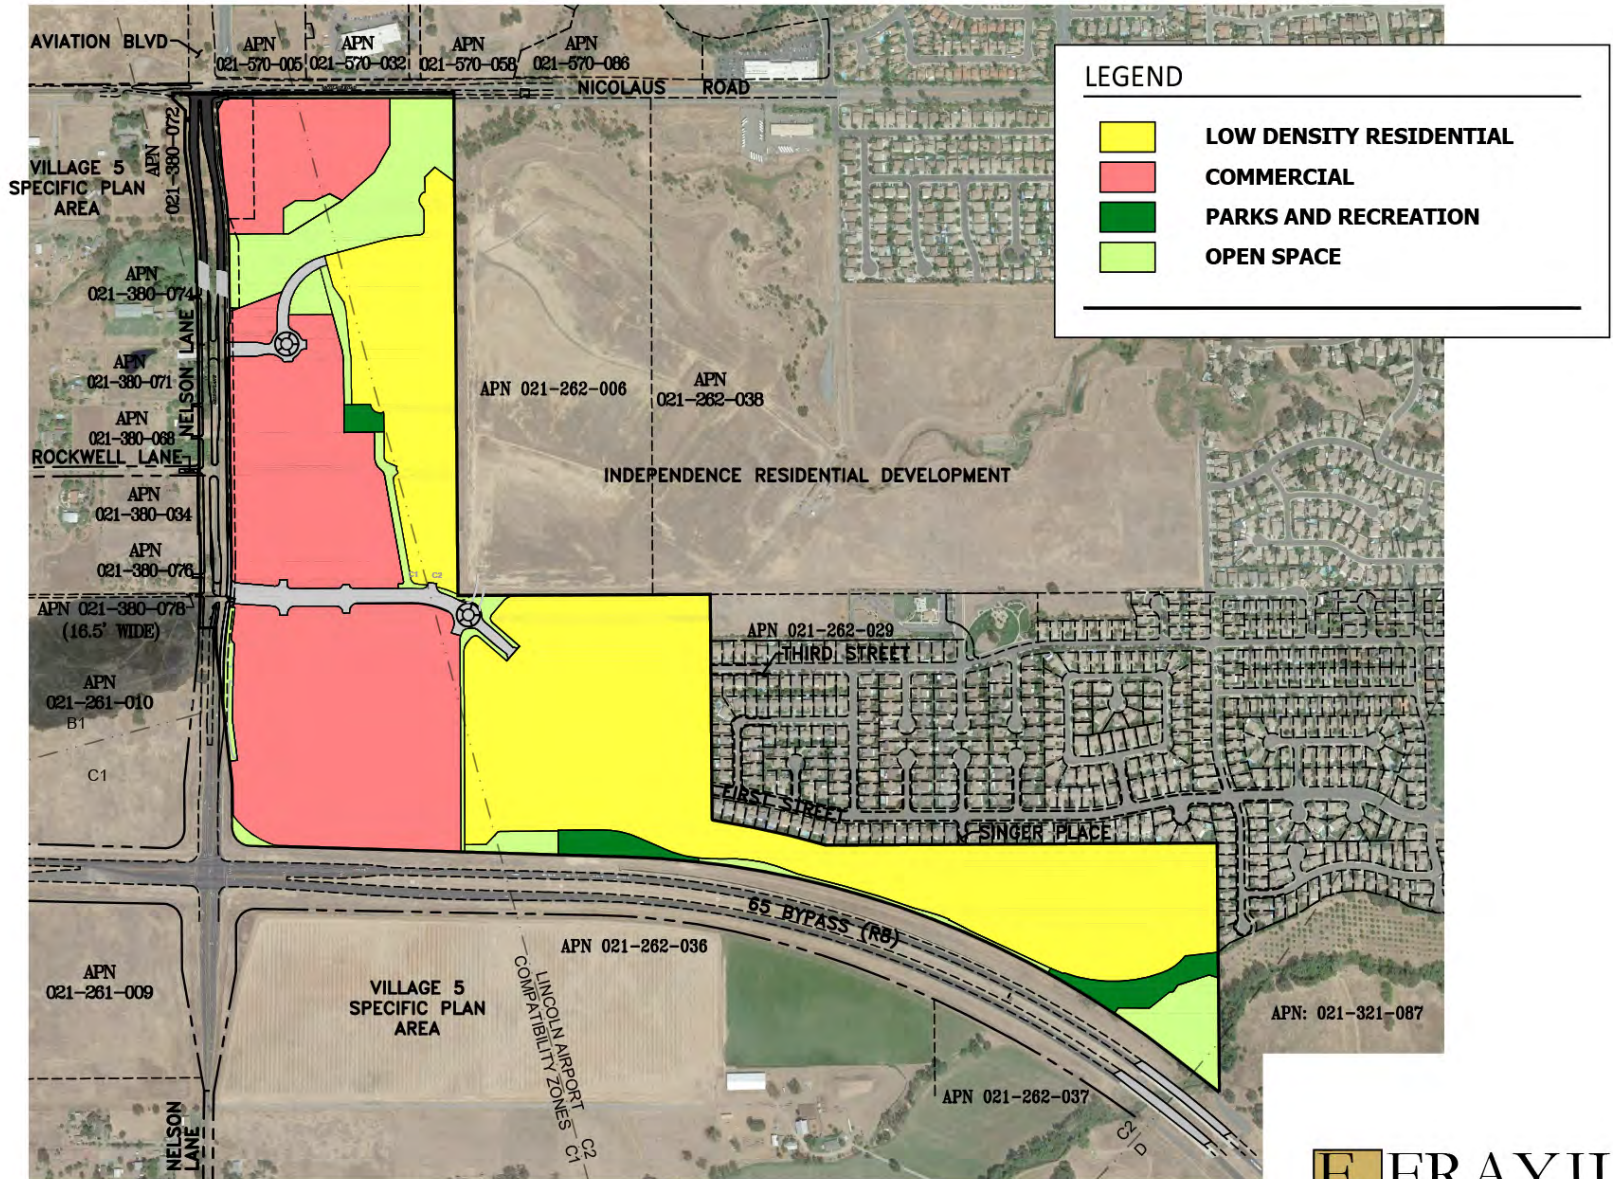 AVIATION BLVD
APN
021-570-005
APN
021-570-032
APN
021-570-058
APN
021-570-086
NICOLAUS ROAD
LEGEND
LOW DENSITY RESIDENTIAL
COMMERCIAL
PARKS AND RECREATION
OPEN SPACE
APN
021-380-072
VILLAGE 5
SPECIFIC PLAN
AREA
APN
021-380-074
NELSON LANE
APN
021-380-071
APN
021-380-068
ROCKWELL LANE
APN
021-380-034
APN
021-380-076
APN 021-380-078
(16.5' WIDE)
APN
021-261-010
B1
C1
APN 021-262-006
APN
021-262-038
INDEPENDENCE RESIDENTIAL DEVELOPMENT
C1 C2
APN 021-262-029
THIRD STREET
FIRST STREET
SINGER PLACE
65 BYPASS (RB)
APN 021-262-036
APN
021-261-009
VILLAGE 5
SPECIFIC PLAN
AREA
LINCOLN AIRPORT
COMPATIBILITY ZONES
C2
C1
APN: 021-321-087
APN 021-262-037
C2
D
NELSON
LANE